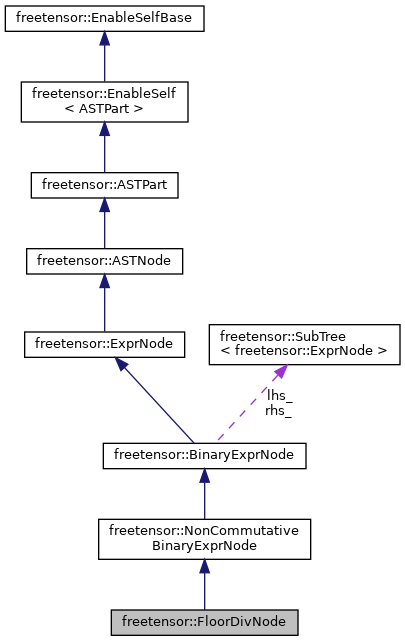 freetensor::EnableSelfBase
freetensor::EnableSelf
< ASTPart >
freetensor::ASTPart
freetensor::ASTNode
freetensor::ExprNode
freetensor::SubTree
< freetensor::ExprNode >
lhs_
rhs_
freetensor::BinaryExprNode
freetensor::NonCommutative
BinaryExprNode
freetensor::FloorDivNode